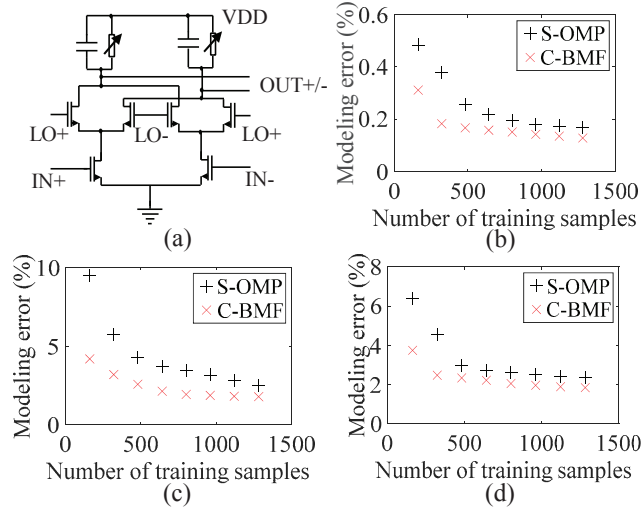 VDD
OUT+/-
LO+
LO-
LO+
IN+
IN-
(a)
Modeling error (%)
0.6
0.4
0.2
0
S-OMP
C-BMF
0
500
1000
1500
Number of training samples
(b)
Modeling error (%)
10
5
0
S-OMP
C-BMF
0
500
1000
1500
Number of training samples
(c)
Modeling error (%)
8
6
4
2
0
S-OMP
C-BMF
0
500
1000
1500
Number of training samples
(d)